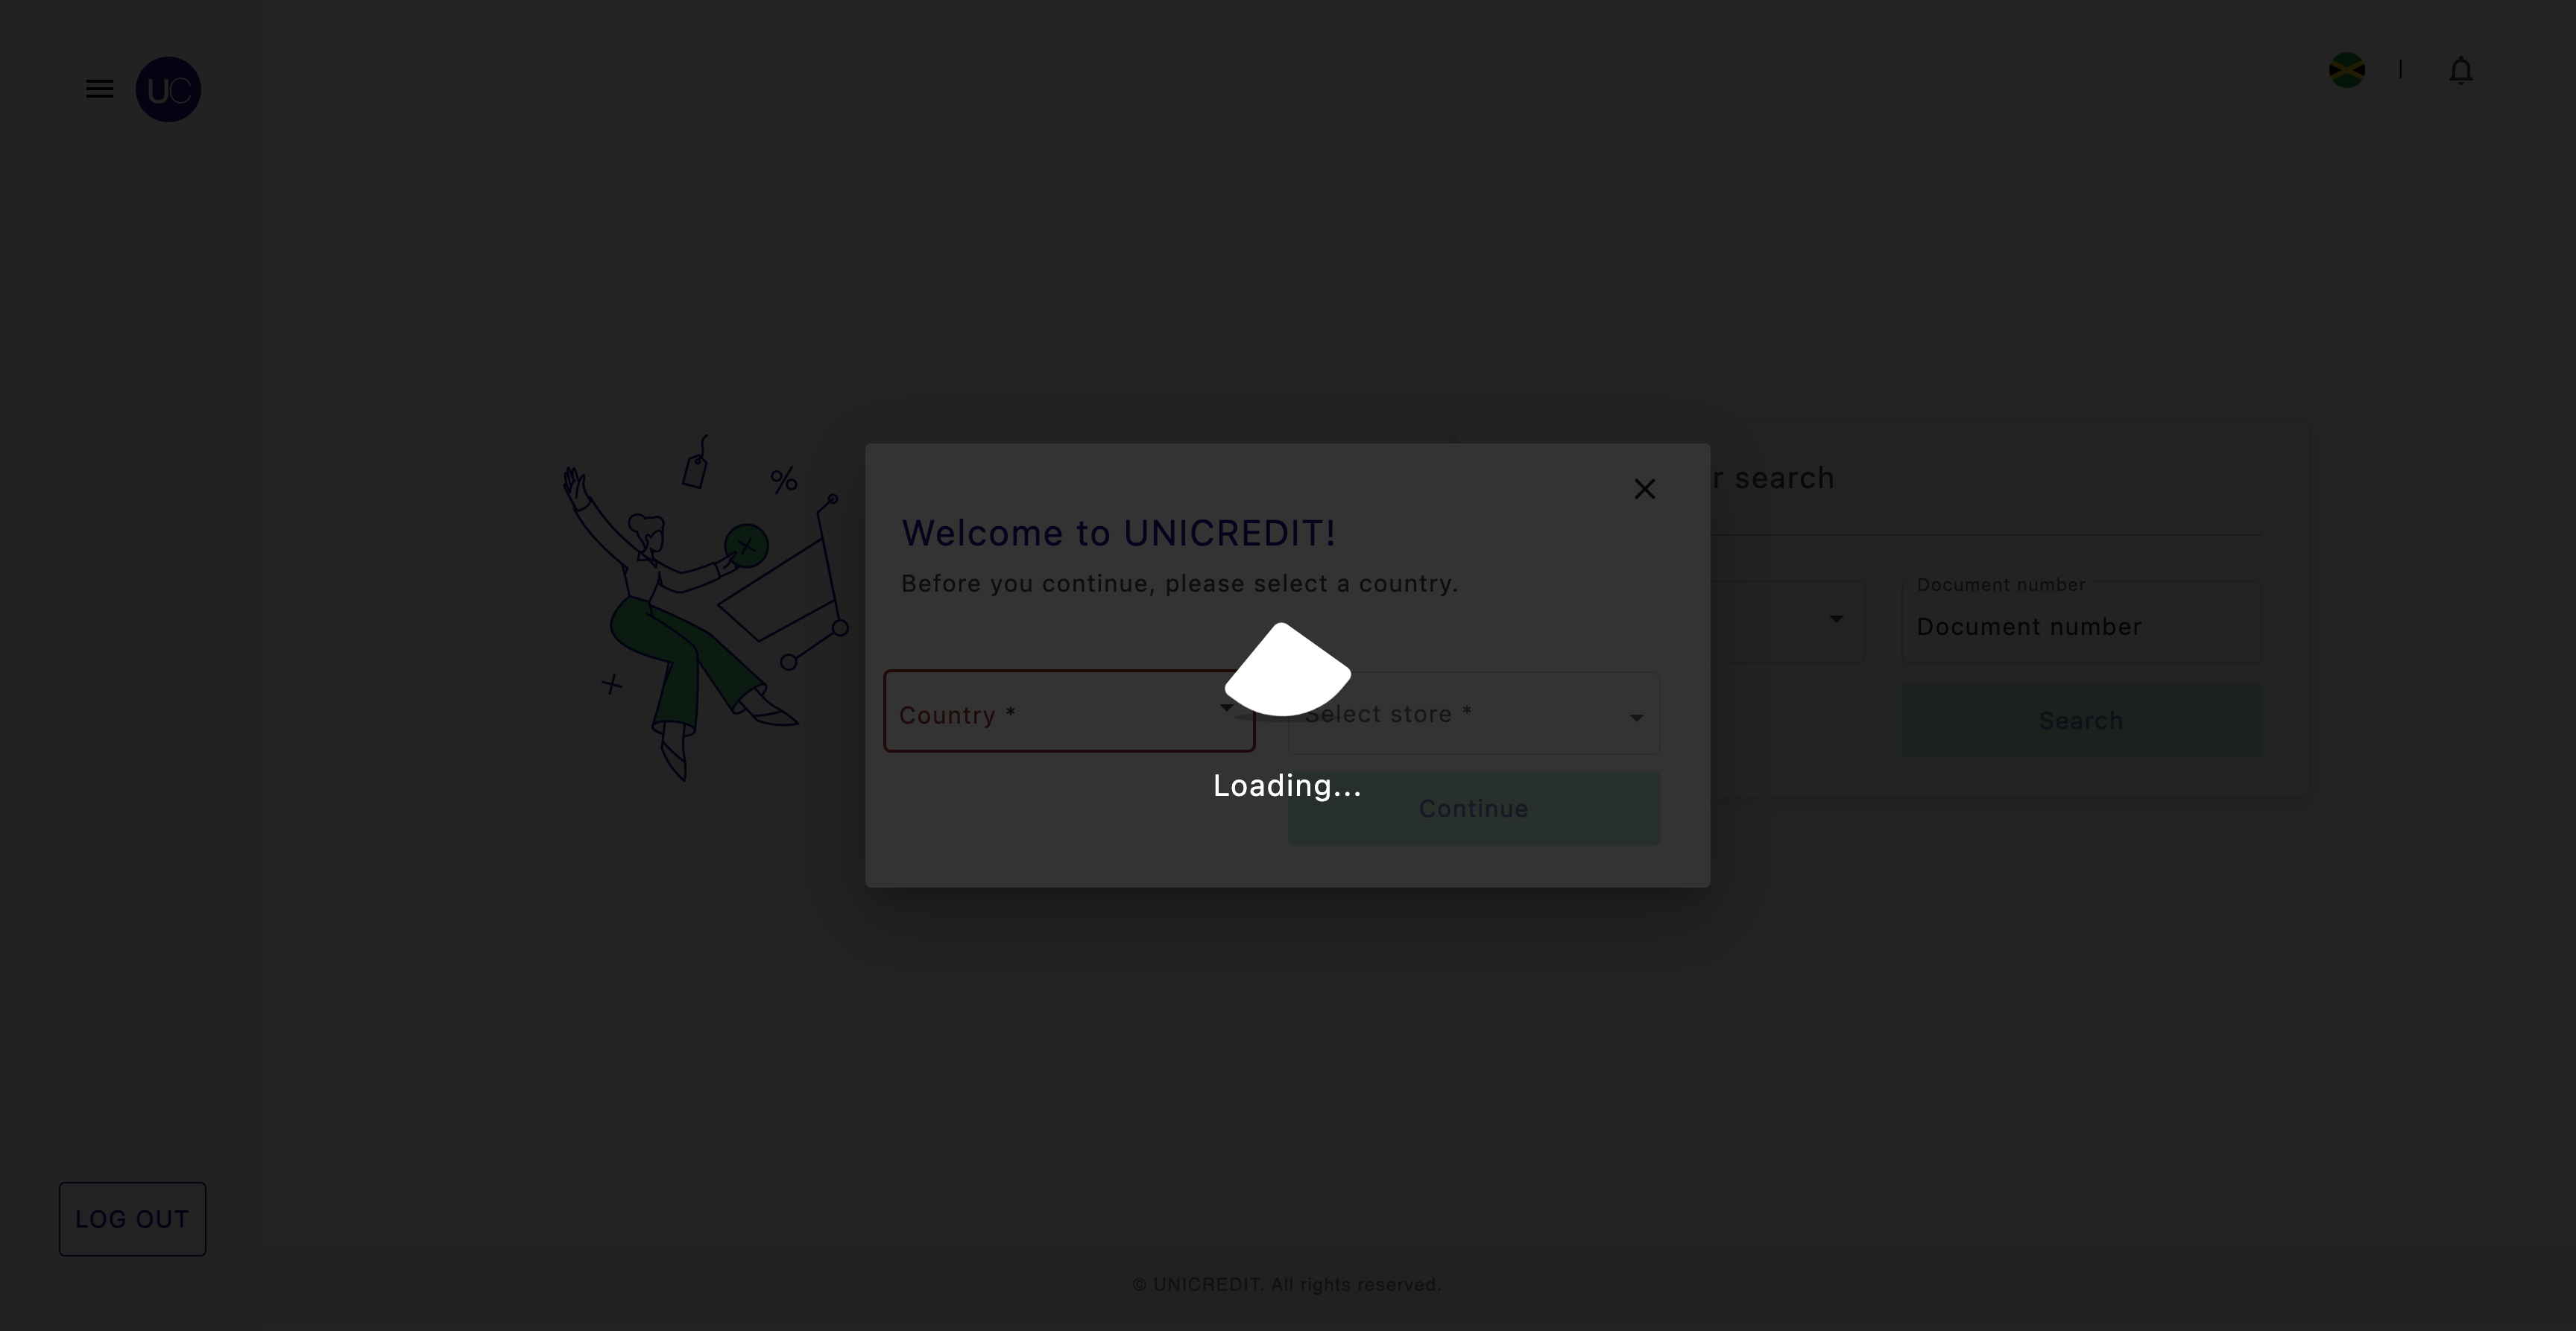 UC
r search
Welcome to UNICREDIT!
Before you continue, please select a country.
Document number
Document number
Country *
Select store *
Search
Loading...
Continue
LOG OUT
© UNICREDIT. All rights reserved.